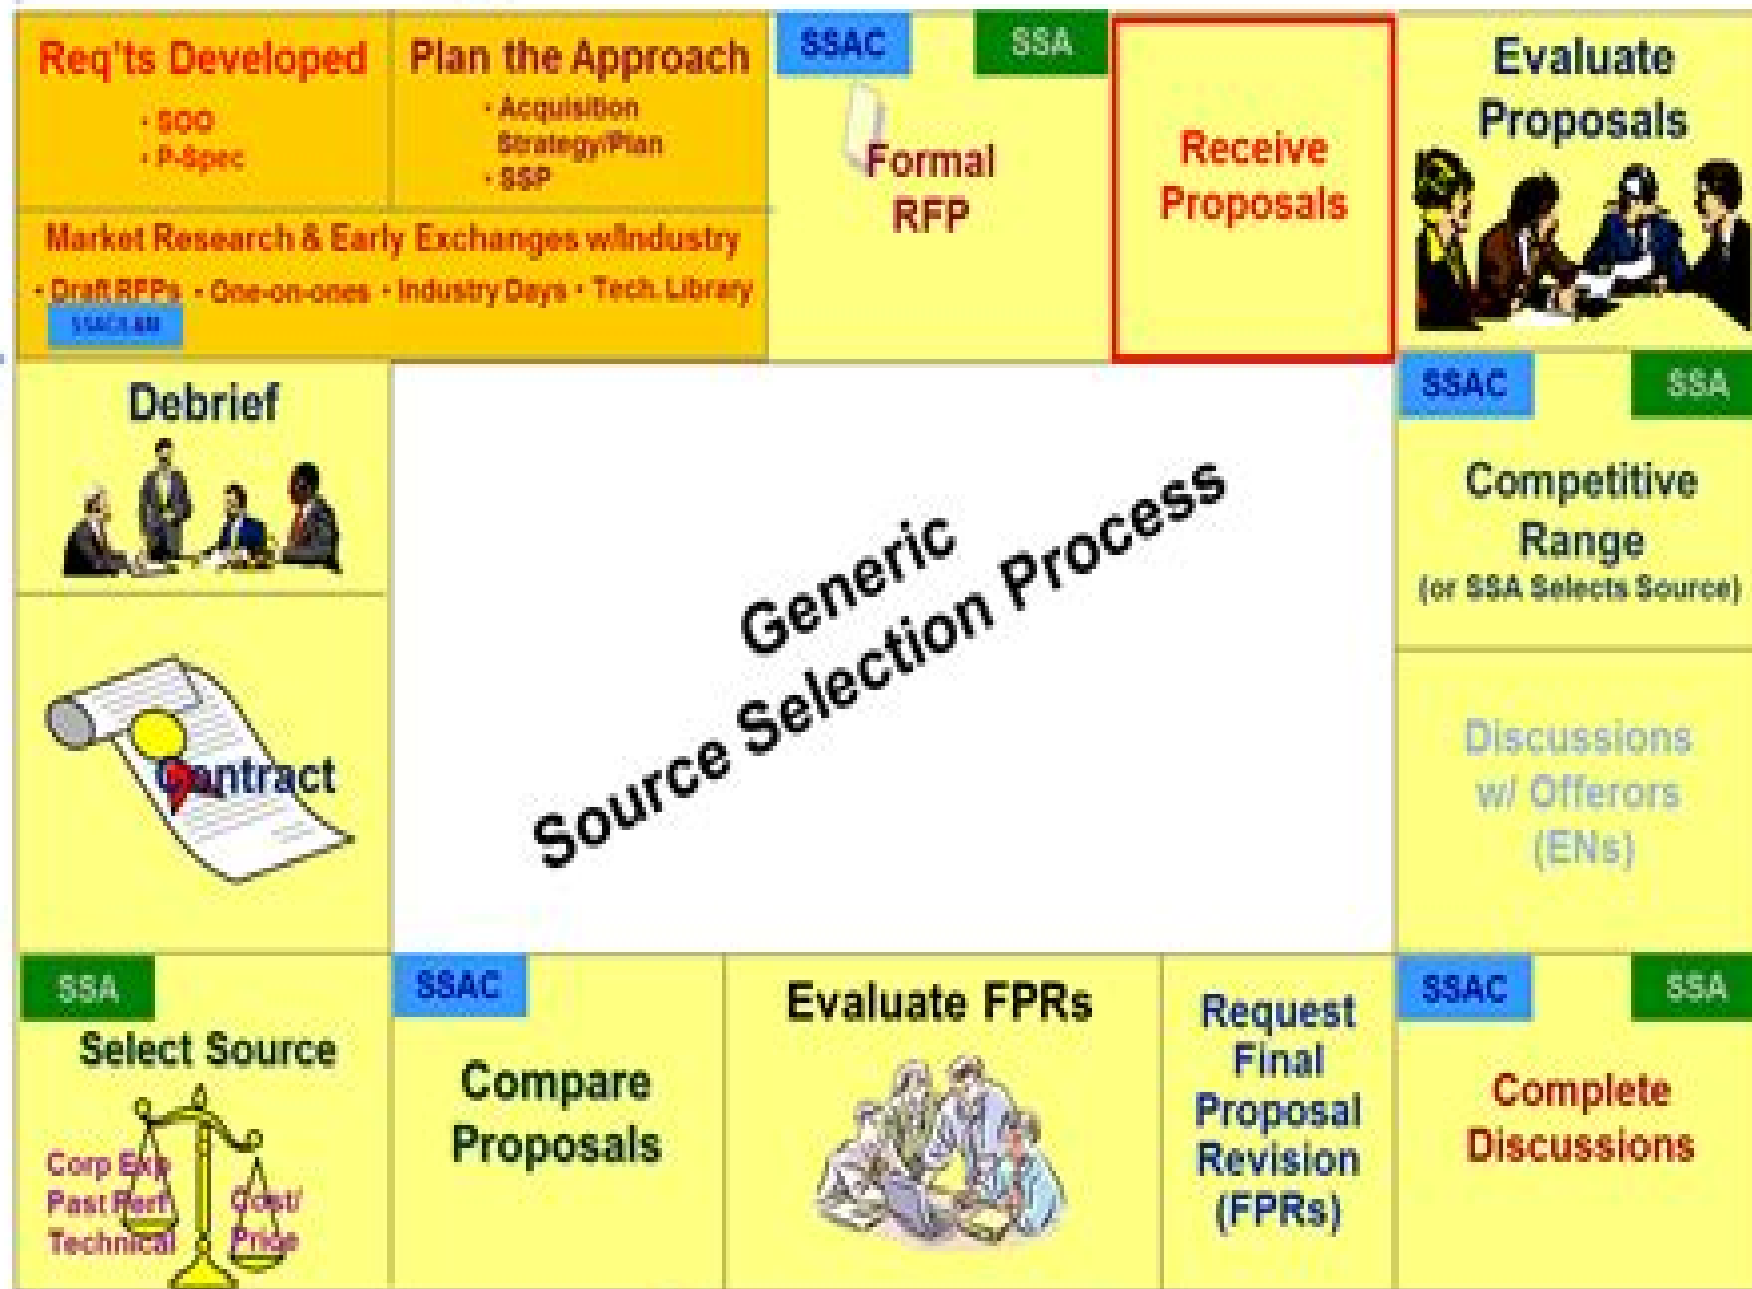 Req'ts Developed
• SOO
• P-Spec
Plan the Approach
• Acquisition
Strategy/Plan
• SSP
Market Research & Early Exchanges w/Industry
• Draft RFPs • One-on-ones • Industry Days • Tech. Library
SSAC
SSA
Formal
RFP
Receive
Proposals
Evaluate
Proposals
SSAC
SSA
Competitive
Range
(or SSA Selects Source)
Discussions
w/ Offerors
(ENs)
SSAC
SSA
Complete
Discussions
Request
Final
Proposal
Revision
(FPRs)
Evaluate FPRs
SSAC
Compare
Proposals
SSA
Select Source
Corp Exp
Past Perf
Technical
Cost/
Price
Contract
Debrief
Generic
Source Selection Process